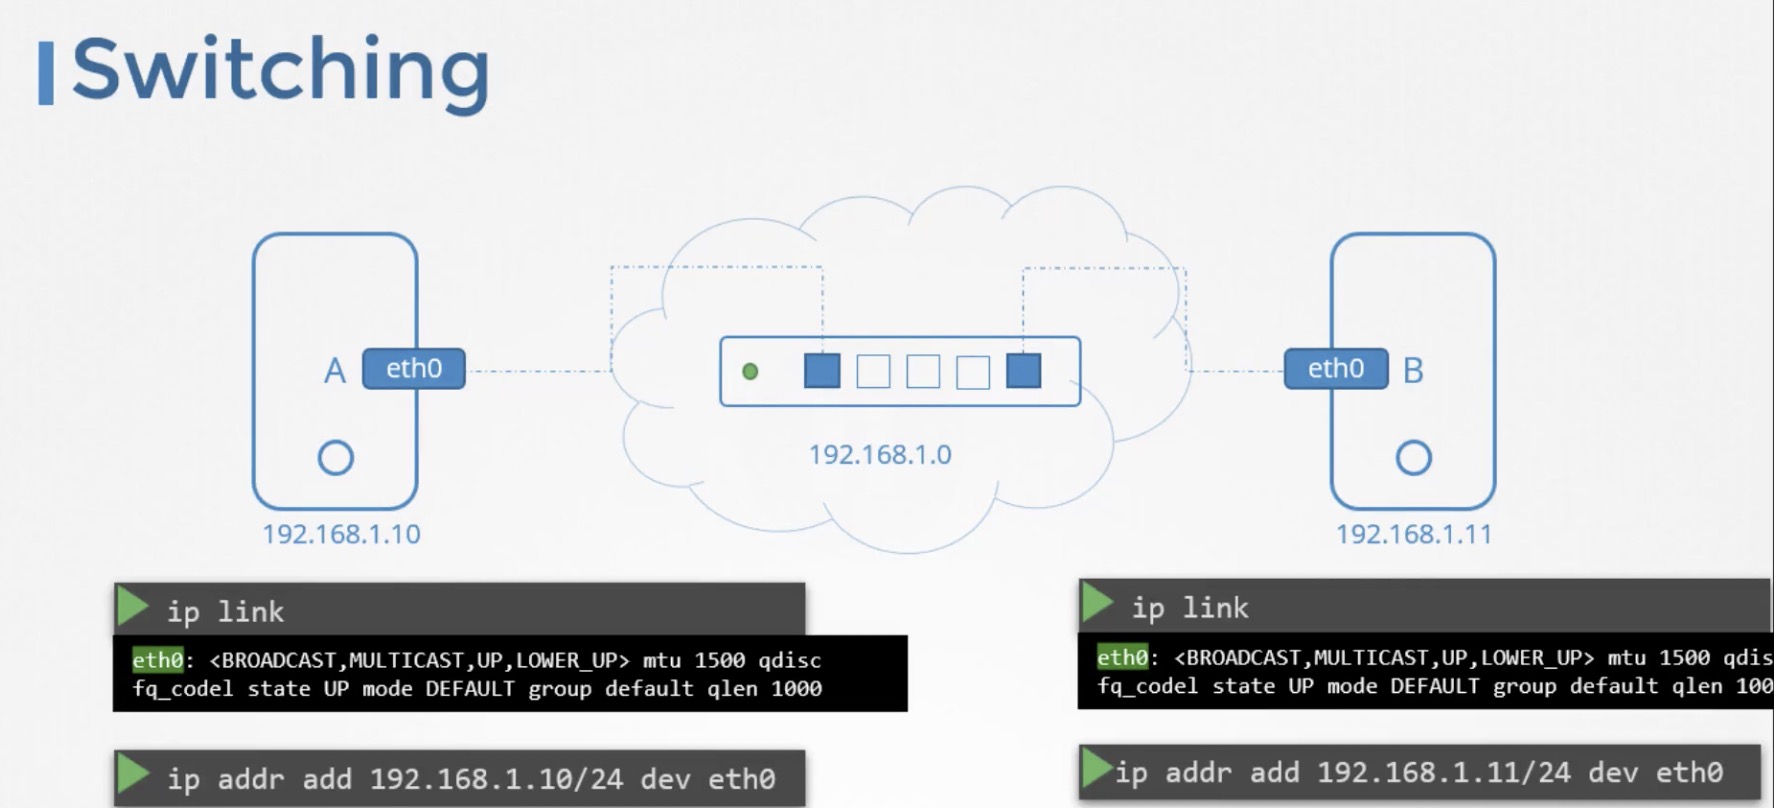 Switching
A
eth0
eth0
B
192.168.1.0
192.168.1.10
192.168.1.11
ip link
eth0: <BROADCAST,MULTICAST,UP,LOWER_UP> mtu 1500 qdisc
fq_codel state UP mode DEFAULT group default qlen 1000
ip addr add 192.168.1.10/24 dev eth0
ip link
eth0: <BROADCAST,MULTICAST,UP,LOWER_UP> mtu 1500 qdis
fq_codel state UP mode DEFAULT group default qlen 100
ip addr add 192.168.1.11/24 dev eth0